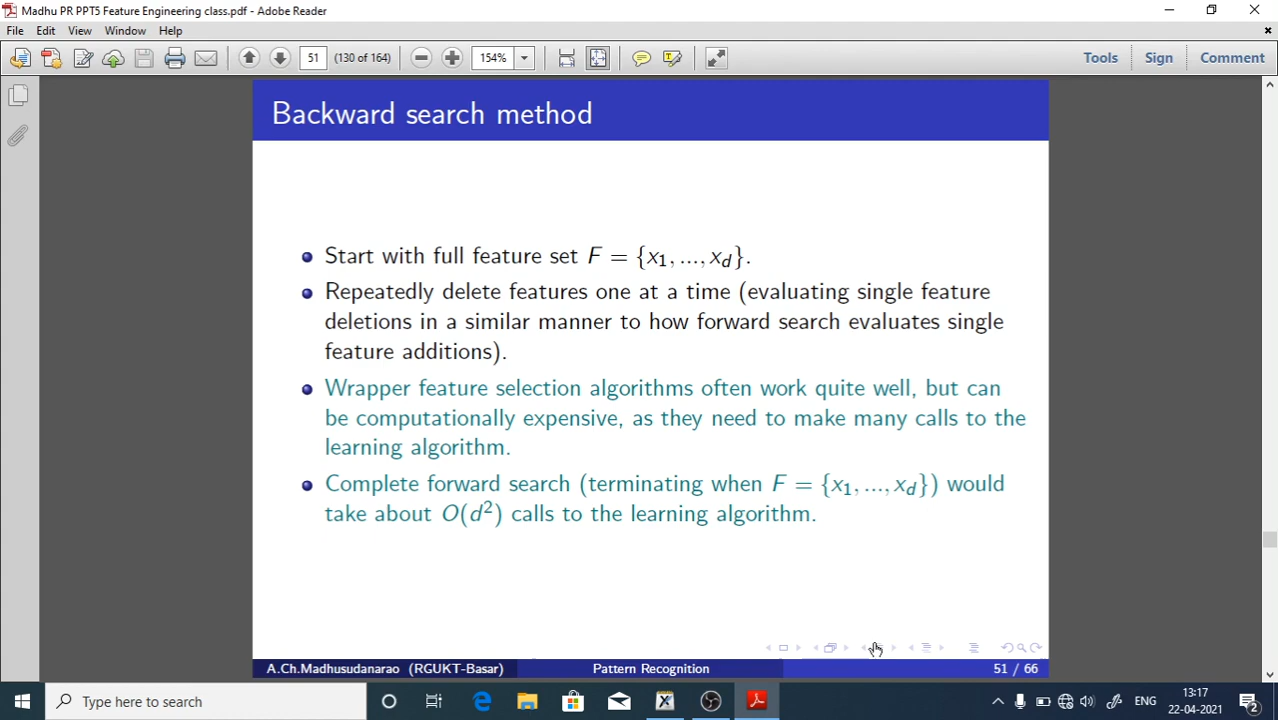 Madhu PR PPT5 Feature Engineering class.pdf - Adobe Reader
File Edit View Window Help
51 (130 of 164) 154% Tools Sign Comment
Backward search method
Start with full feature set F = {x₁, ..., x_d}.
Repeatedly delete features one at a time (evaluating single feature
deletions in a similar manner to how forward search evaluates single
feature additions).
Wrapper feature selection algorithms often work quite well, but can
be computationally expensive, as they need to make many calls to the
learning algorithm.
Complete forward search (terminating when F = {x₁, ..., x_d}) would
take about O(d²) calls to the learning algorithm.
A.Ch.Madhusudanarao (RGUKT-Basar) Pattern Recognition 51 / 66
Type here to search
ENG
13:17
22-04-2021
2